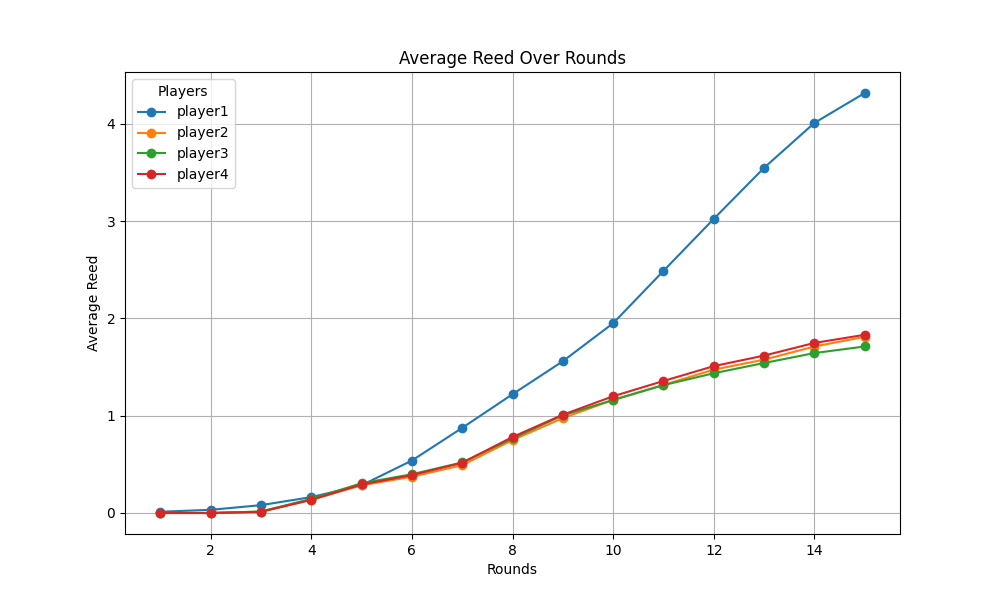 Average Reed Over Rounds
Players
player1
player2
player3
player4
Average Reed
4
3
2
1
0
2
4
6
8
10
12
14
Rounds